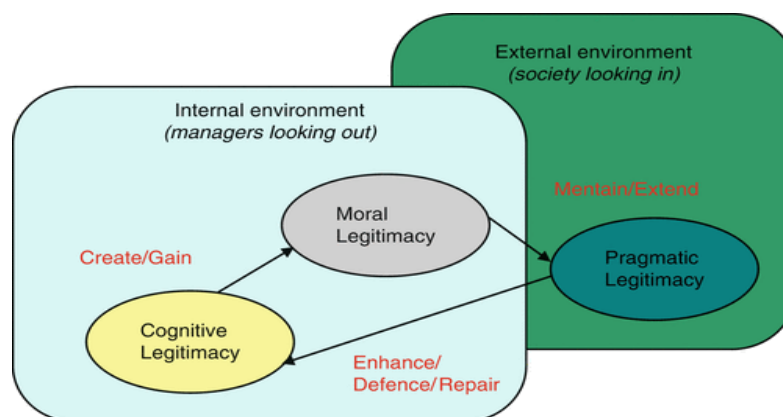 External environment
(society looking in)
Internal environment
(managers looking out)
Mentain/Extend
Moral
Legitimacy
Create/Gain
Pragmatic
Legitimacy
Cognitive
Legitimacy
Enhance/
Defence/Repair